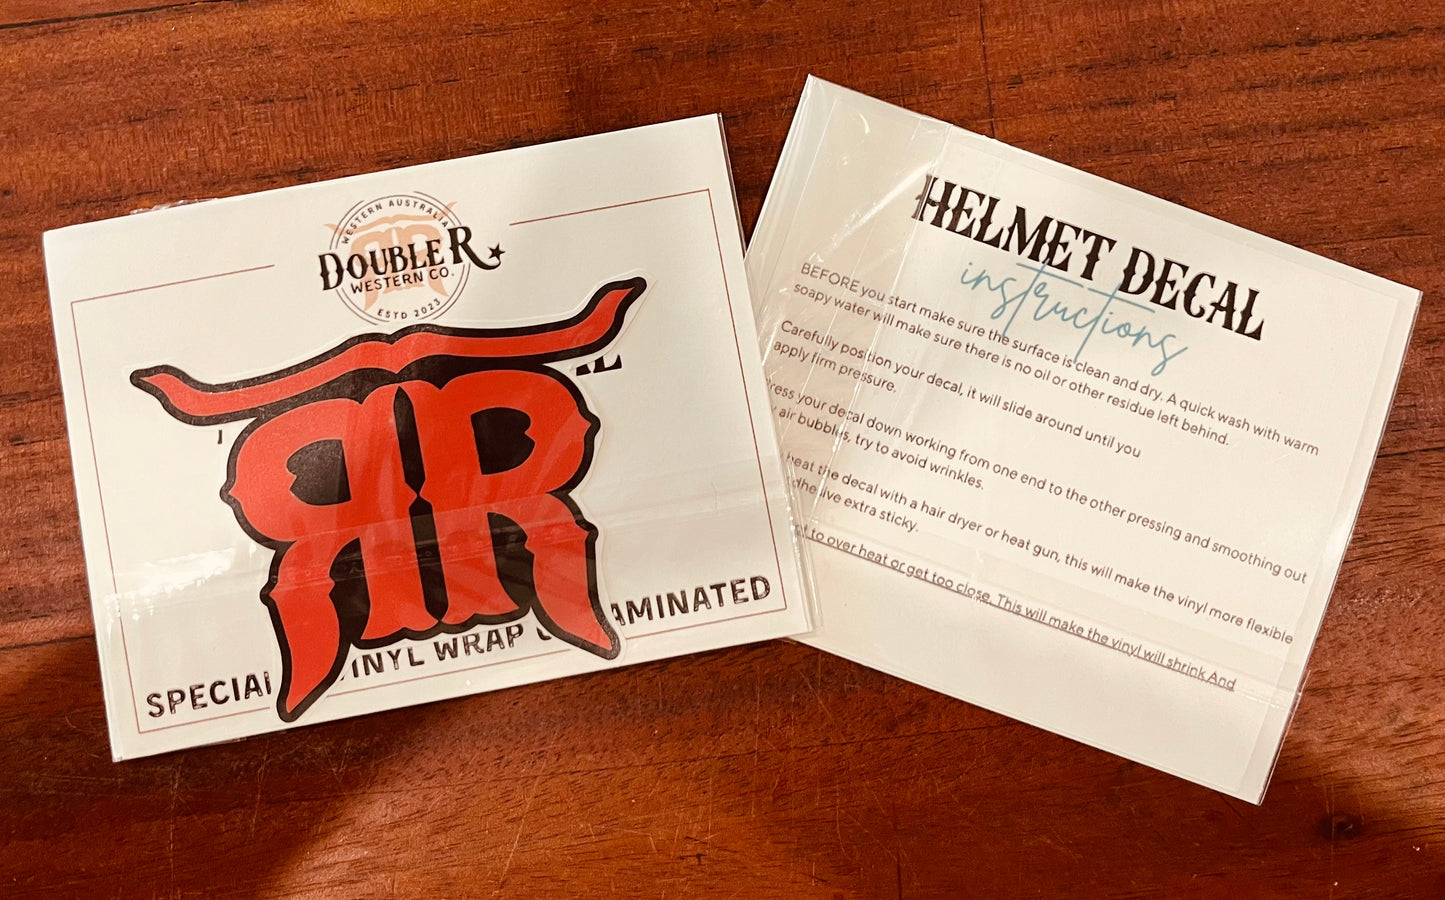 WESTERN AUSTRALIA
DOUBLE R
WESTERN CO.
ESTD 2023
RR
SPECIAL
VINYL WRAP
AMINATED
HELMET DECAL
instructions
BEFORE you start make sure the surface is clean and dry. A quick wash with warm
soapy water will make sure there is no oil or other residue left behind.
Carefully position your decal, it will slide around until you
apply firm pressure.
ress your decal down working from one end to the other pressing and smoothing out
y air bubbles, try to avoid wrinkles.
heat the decal with a hair dryer or heat gun, this will make the vinyl more flexible
dhesive extra sticky.
to over heat or get too close. This will make the vinyl will shrink And